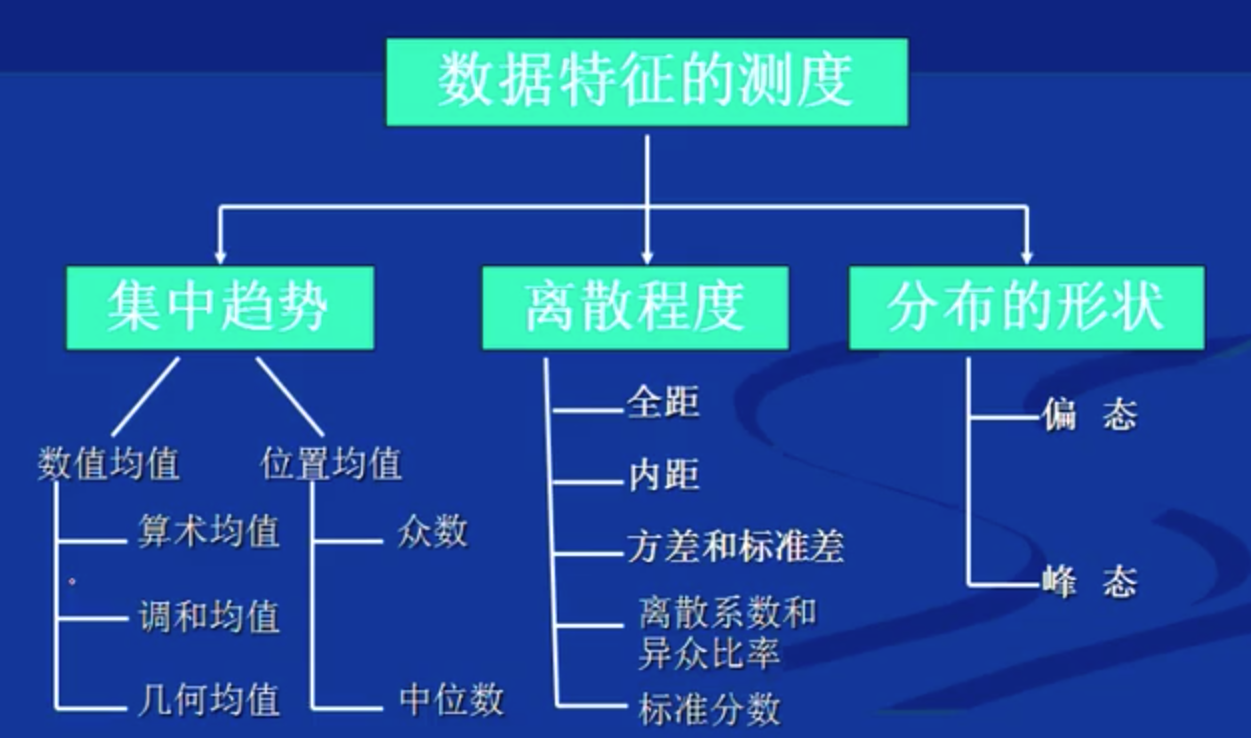 数据特征的测度
集中趋势
离散程度
分布的形状
数值均值
位置均值
算术均值
调和均值
几何均值
众数
中位数
全距
内距
方差和标准差
离散系数和
异众比率
标准分数
偏 态
峰 态